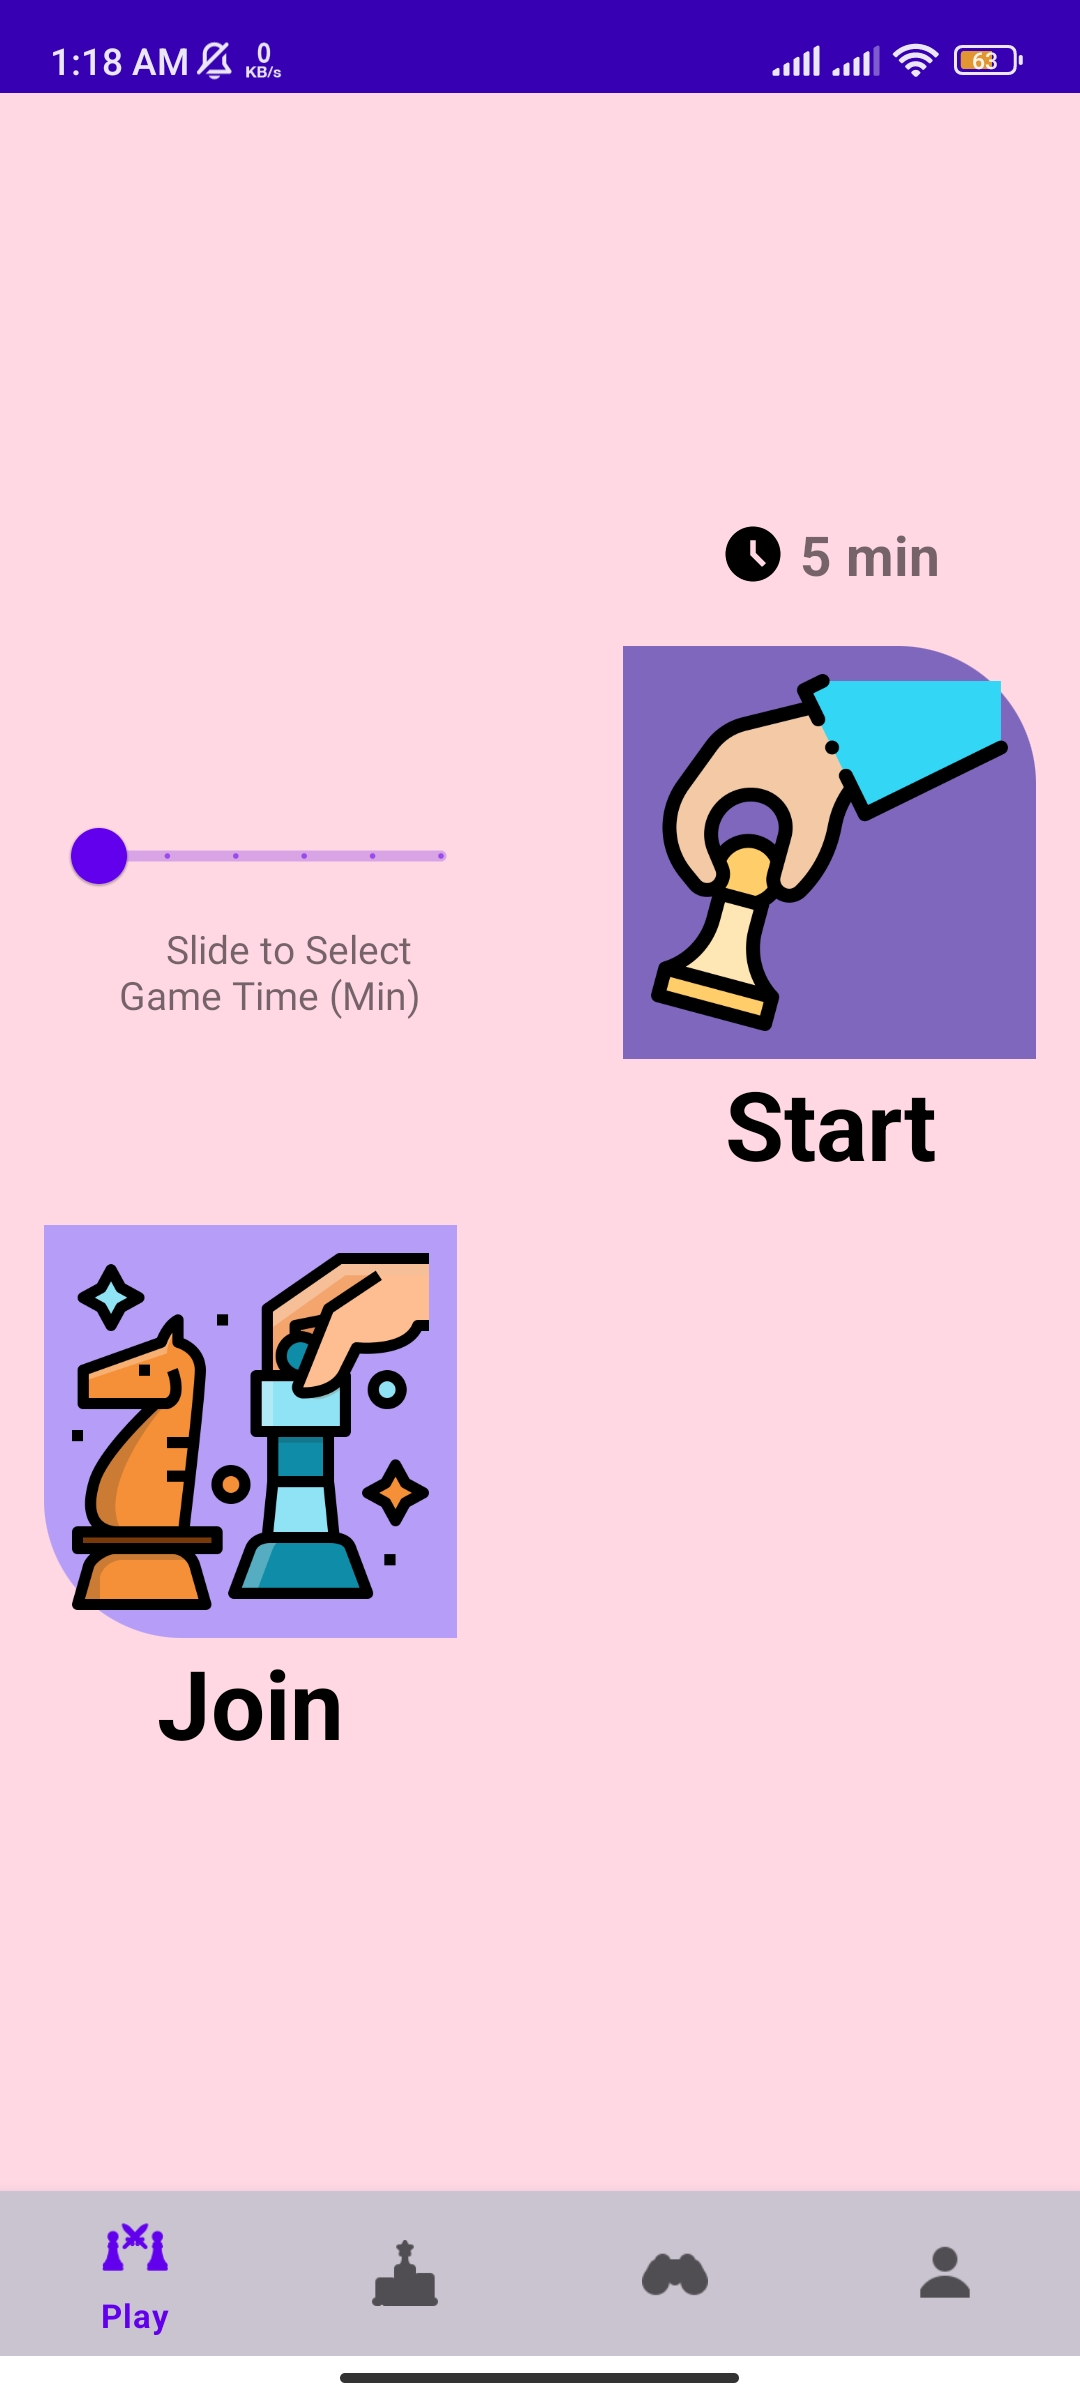 1:18 AM
0
KB/s
63
5 min
Slide to Select
Game Time (Min)
Start
Join
Play